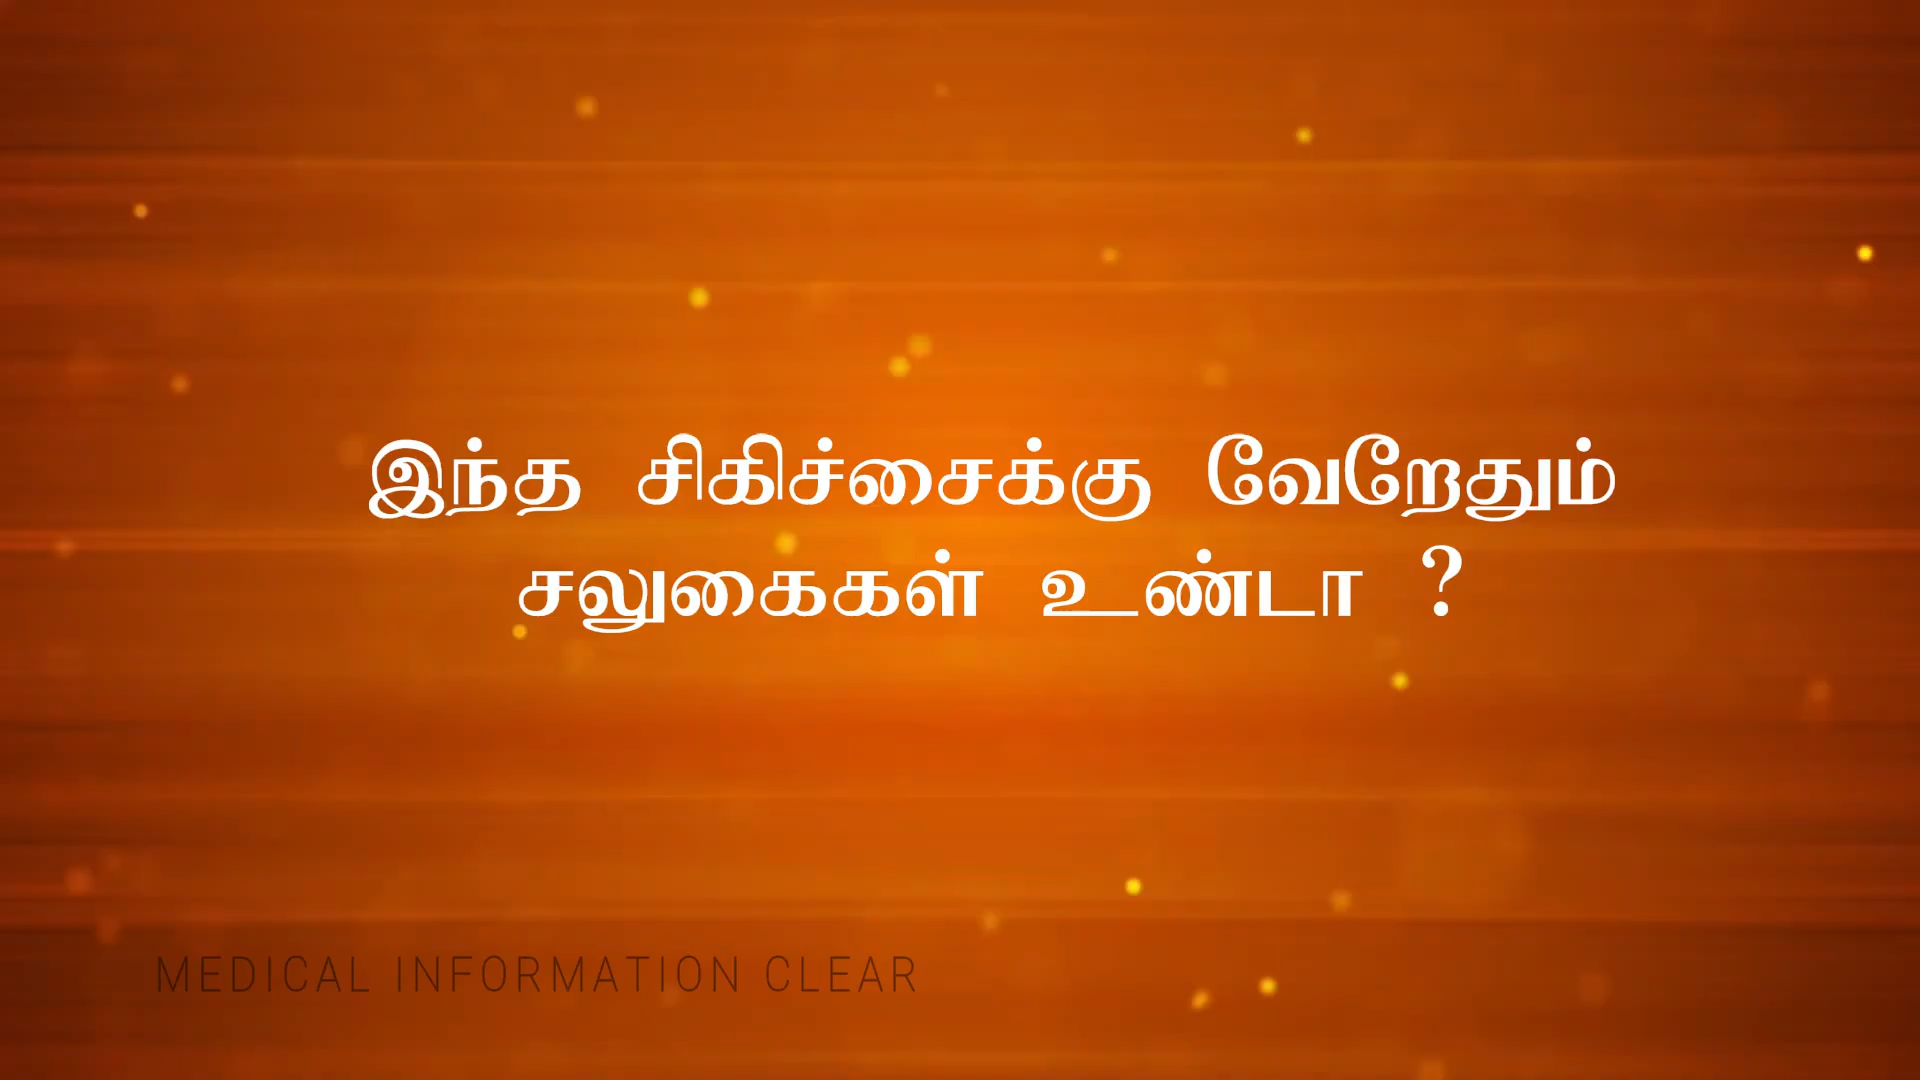 இந்த சிகிச்சைக்கு வேறேதும்
சலுகைகள் உண்டா ?
MEDICAL INFORMATION CLEAR